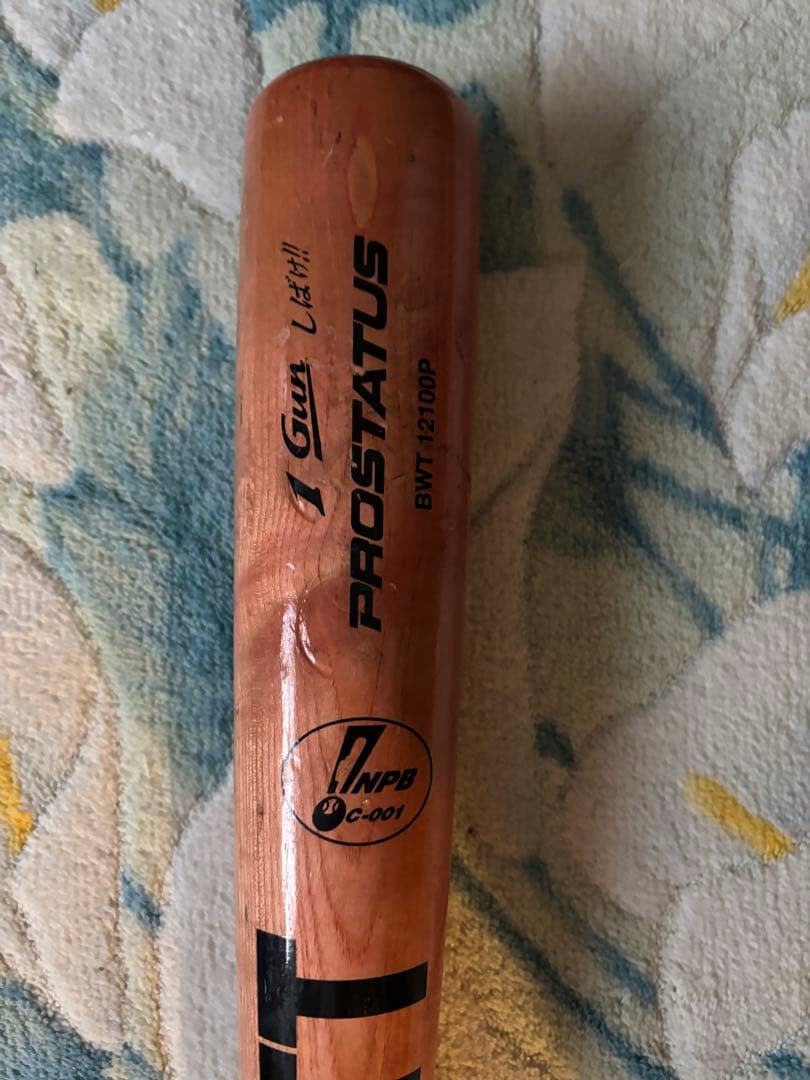 1 Gun しばけ!!
PROSTATUS
BWT 12100P
NPB
C-001